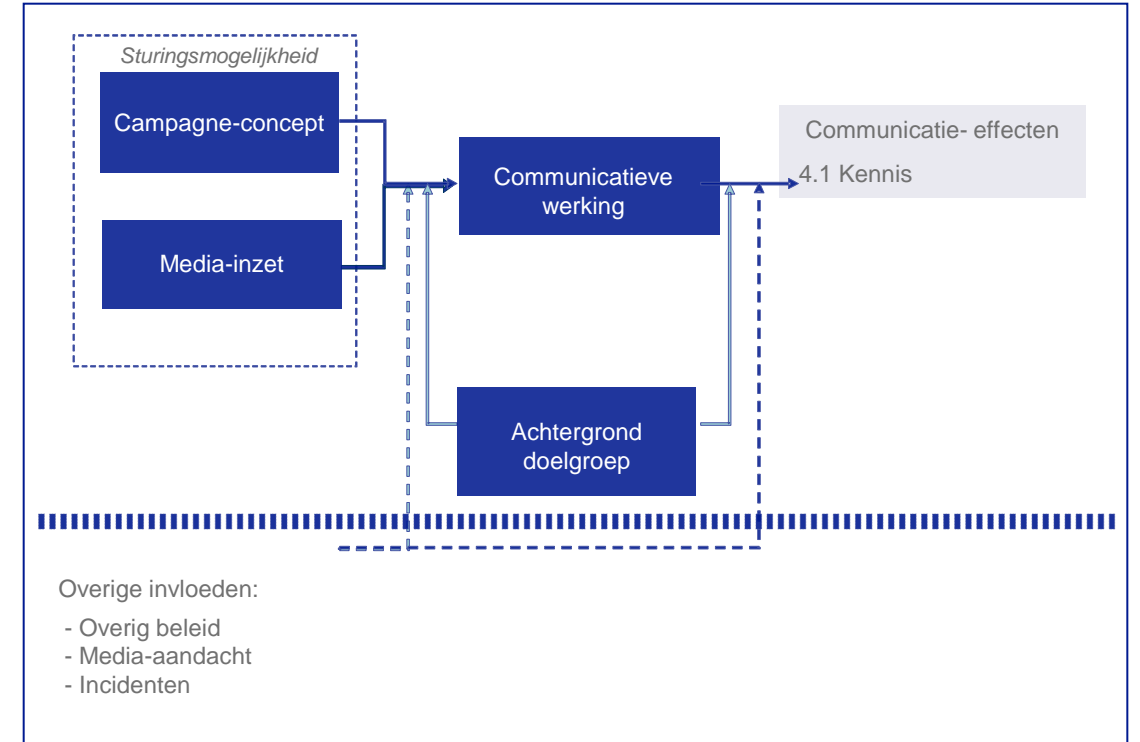 Sturingsmogelijkheid
Campagne-concept
Media-inzet
Communicatieve
werking
Communicatie- effecten
4.1 Kennis
Achtergrond
doelgroep
Overige invloeden:
- Overig beleid
- Media-aandacht
- Incidenten